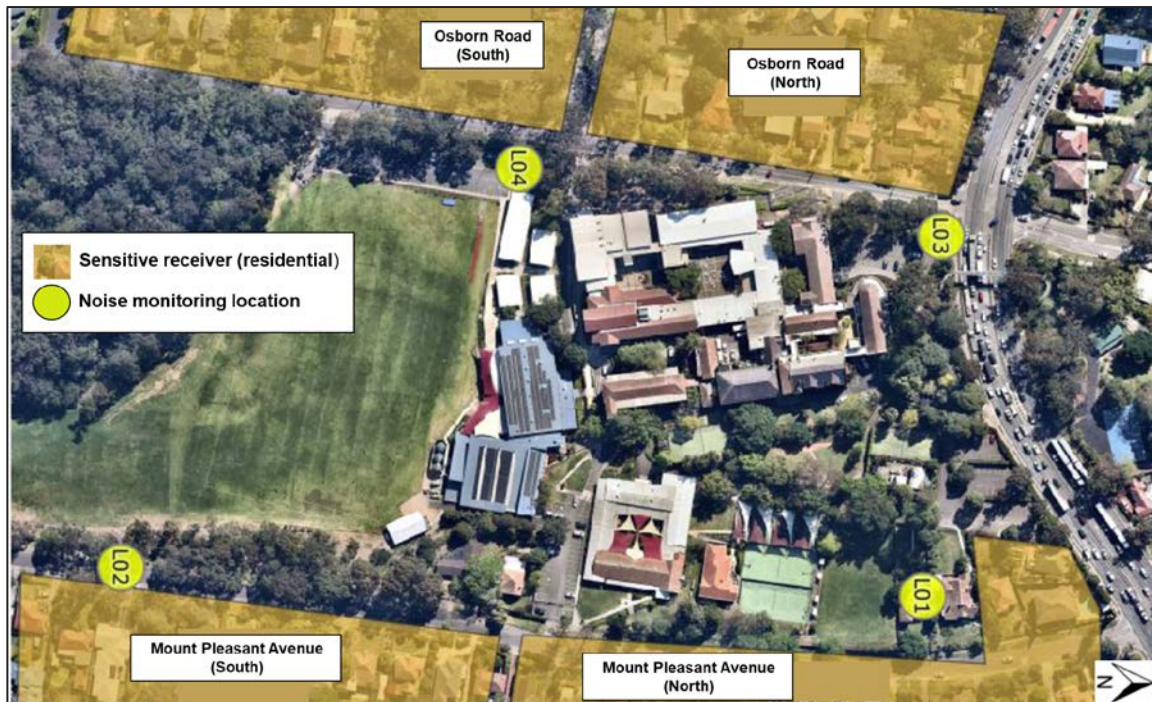 Osborn Road
(South)
Osborn Road
(North)
L04
L03
Sensitive receiver (residential)
Noise monitoring location
L02
L01
Mount Pleasant Avenue
(South)
Mount Pleasant Avenue
(North)
N